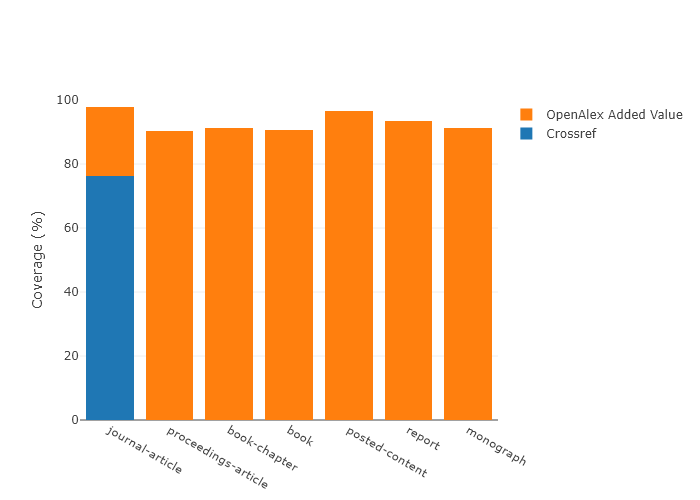 100
80
60
40
20
0
Coverage (%)
journal-article
proceedings-article
book-chapter
book
posted-content
report
monograph
OpenAlex Added Value
Crossref